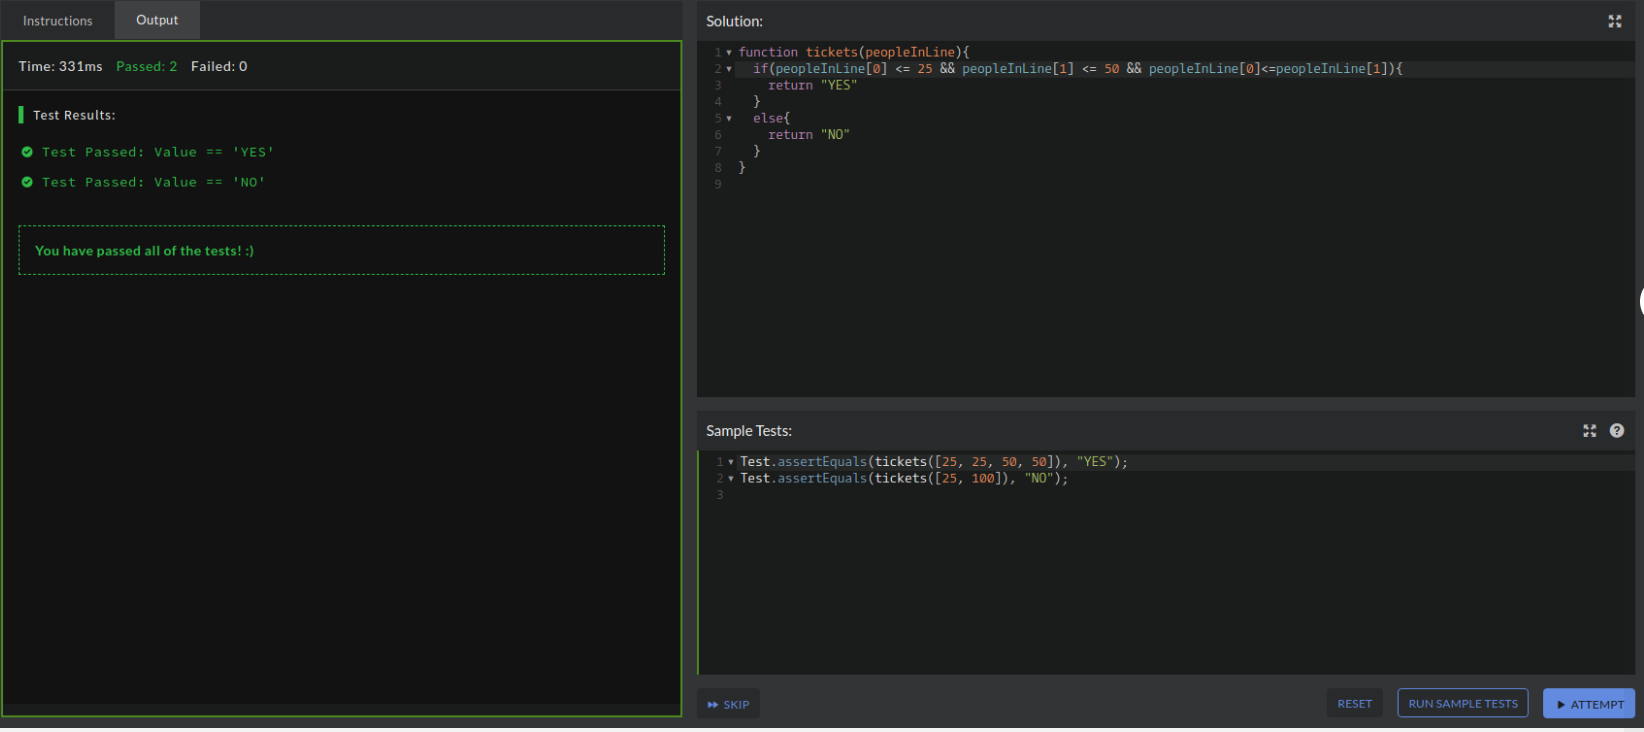 Instructions
Output
Time: 331ms Passed: 2 Failed: 0
Test Results:
Test Passed: Value == 'YES'
Test Passed: Value == 'NO'
You have passed all of the tests! :)
Solution:
1 function tickets(peopleInLine){
2 if(peopleInLine[0] <= 25 && peopleInLine[1] <= 50 && peopleInLine[0]<=peopleInLine[1]){
3 return "YES"
4 }
5 else{
6 return "NO"
7 }
8 }
9
Sample Tests:
1 Test.assertEquals(tickets([25, 25, 50, 50]), "YES");
2 Test.assertEquals(tickets([25, 100]), "NO");
3
SKIP
RESET
RUN SAMPLE TESTS
ATTEMPT